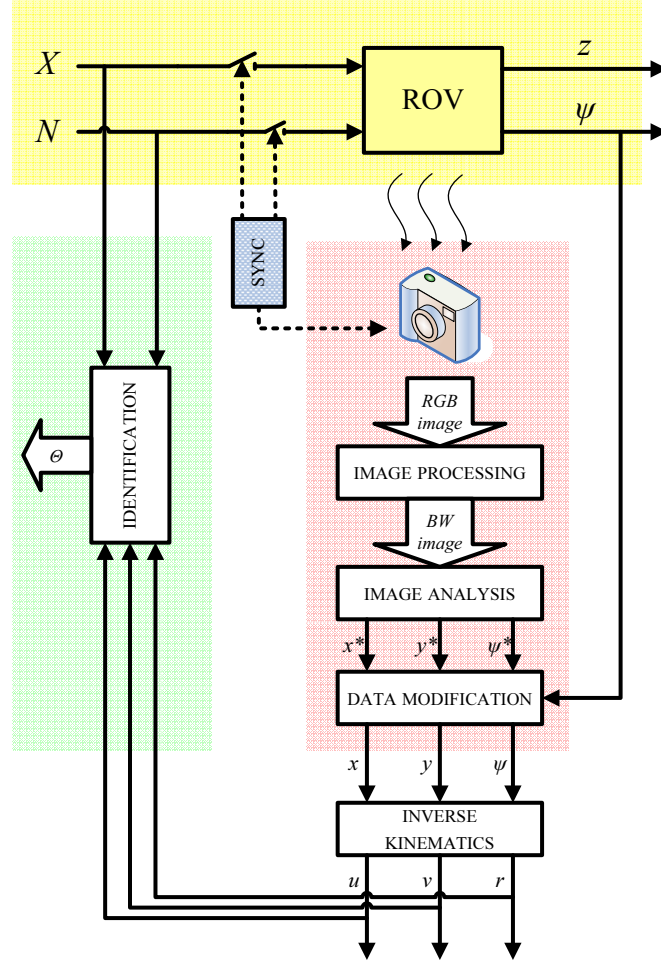 X
z
ROV
N
ψ
SYNC
RGB
image
IDENTIFICATION
Θ
IMAGE PROCESSING
BW
image
IMAGE ANALYSIS
x* y* ψ*
DATA MODIFICATION
x y ψ
INVERSE
KINEMATICS
u v r